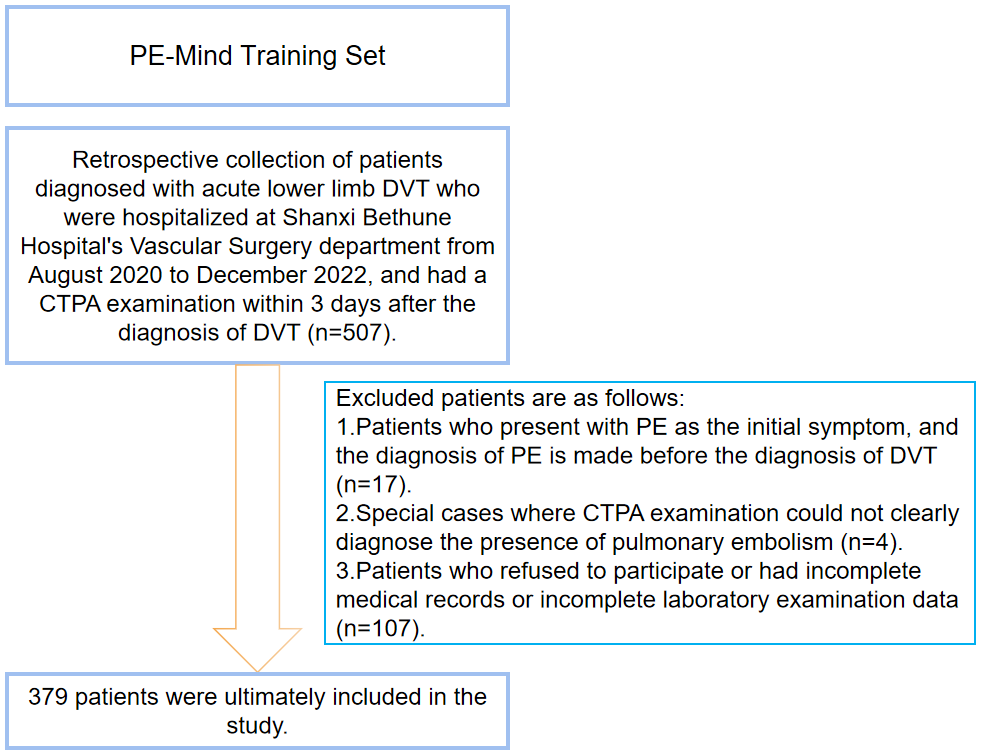 PE-Mind Training Set
Retrospective collection of patients
diagnosed with acute lower limb DVT who
were hospitalized at Shanxi Bethune
Hospital's Vascular Surgery department from
August 2020 to December 2022, and had a
CTPA examination within 3 days after the
diagnosis of DVT (n=507).
Excluded patients are as follows:
1.Patients who present with PE as the initial symptom, and
the diagnosis of PE is made before the diagnosis of DVT
(n=17).
2.Special cases where CTPA examination could not clearly
diagnose the presence of pulmonary embolism (n=4).
3.Patients who refused to participate or had incomplete
medical records or incomplete laboratory examination data
(n=107).
379 patients were ultimately included in the
study.